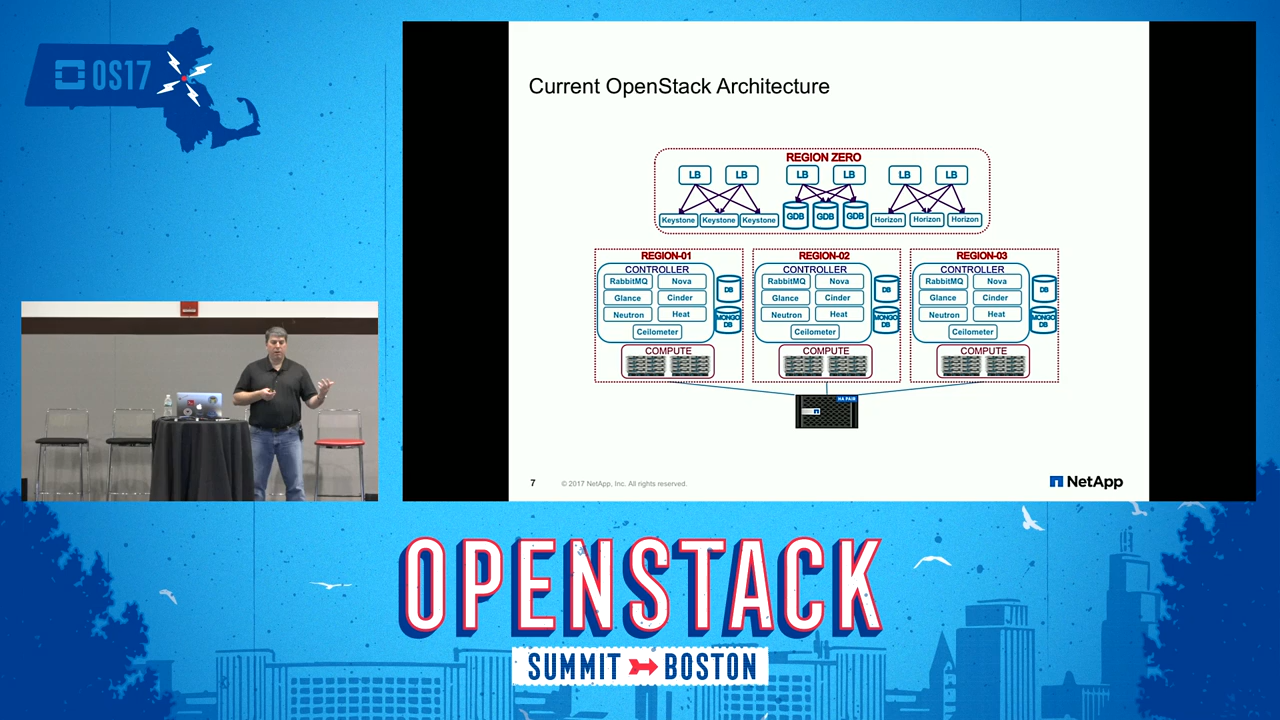 OS17
Current OpenStack Architecture
REGION ZERO
LB LB LB LB LB LB
Keystone Keystone Keystone GDB GDB GDB Horizon Horizon Horizon
REGION-01
CONTROLLER
RabbitMQ Nova
Glance Cinder
Neutron Heat
Ceilometer
DB
MONGO
DB
COMPUTE
REGION-02
CONTROLLER
RabbitMQ Nova
Glance Cinder
Neutron Heat
Ceilometer
DB
MONGO
DB
COMPUTE
REGION-03
CONTROLLER
RabbitMQ Nova
Glance Cinder
Neutron Heat
Ceilometer
DB
MONGO
DB
COMPUTE
HA PAIR
7 © 2017 NetApp, Inc. All rights reserved.
NetApp
OPENSTACK
SUMMIT BOSTON